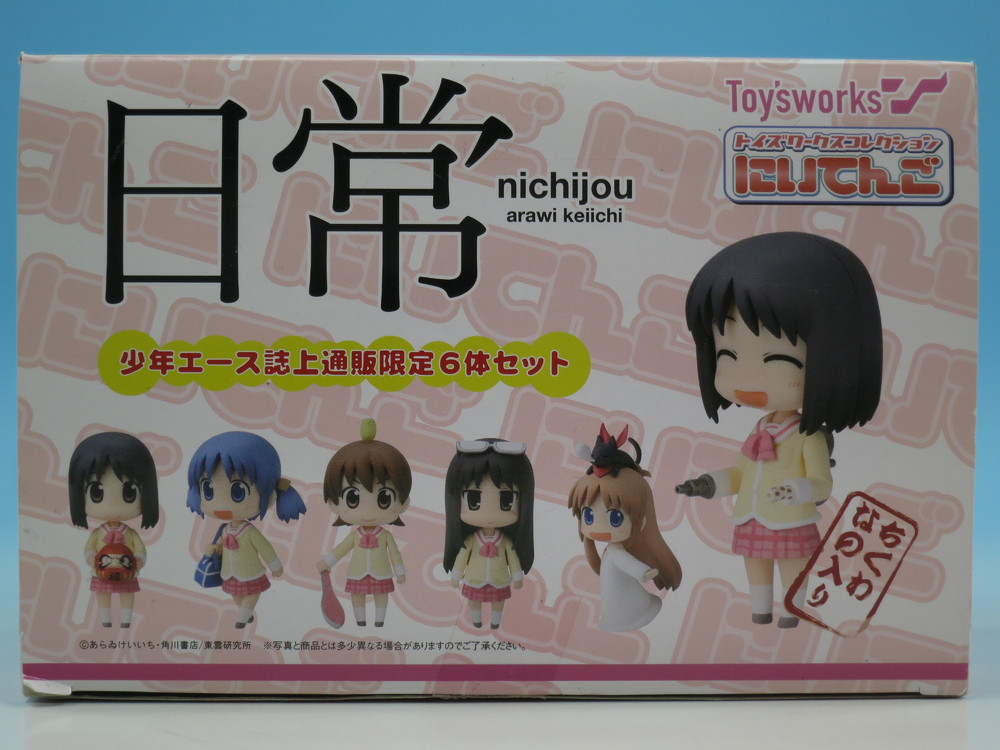 日常
nichijou
arawi keiichi
Toy'sworks
トイズワークスコレクション
にいてんご
少年エース誌上通販限定6体セット
ちくわ
なの入り
©あらゐけいいち・角川書店/東雲研究所 ※写真と商品とは多少異なる場合がありますのでご了承ください。